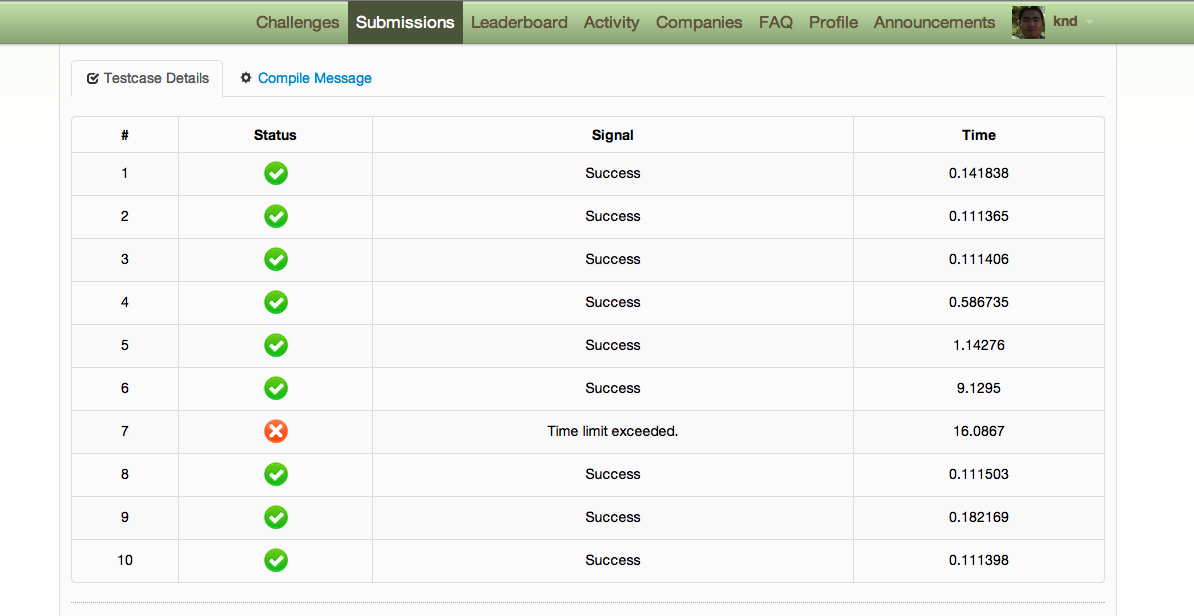 Challenges Submissions Leaderboard Activity Companies FAQ Profile Announcements knd
Testcase Details Compile Message
# Status Signal Time
1 Success 0.141838
2 Success 0.111365
3 Success 0.111406
4 Success 0.586735
5 Success 1.14276
6 Success 9.1295
7 Time limit exceeded. 16.0867
8 Success 0.111503
9 Success 0.182169
10 Success 0.111398